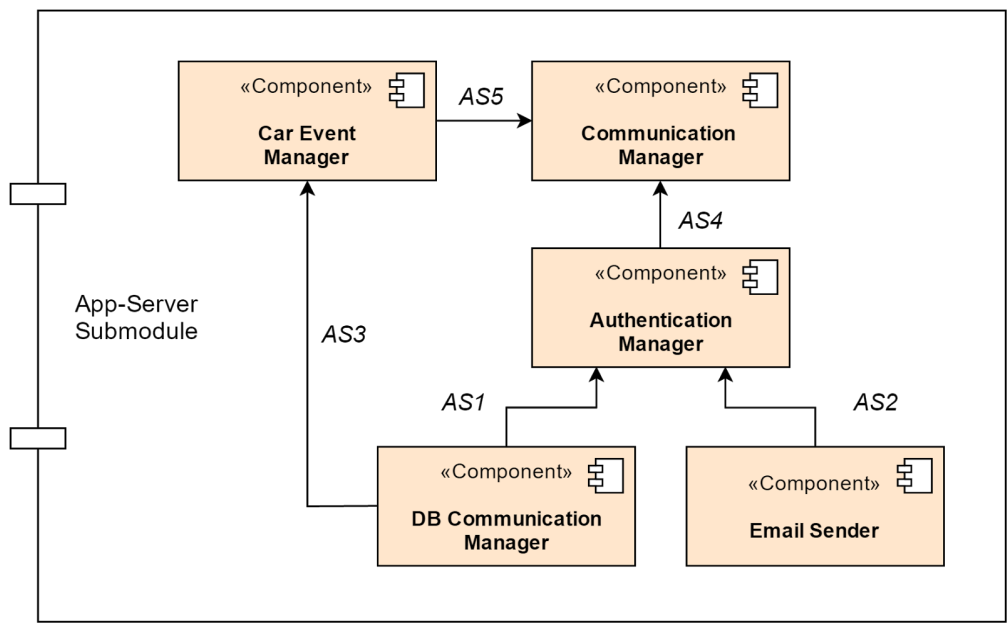 «Component»
Car Event
Manager
AS5
«Component»
Communication
Manager
AS4
«Component»
Authentication
Manager
App-Server
Submodule
AS3
AS1
AS2
«Component»
DB Communication
Manager
«Component»
Email Sender